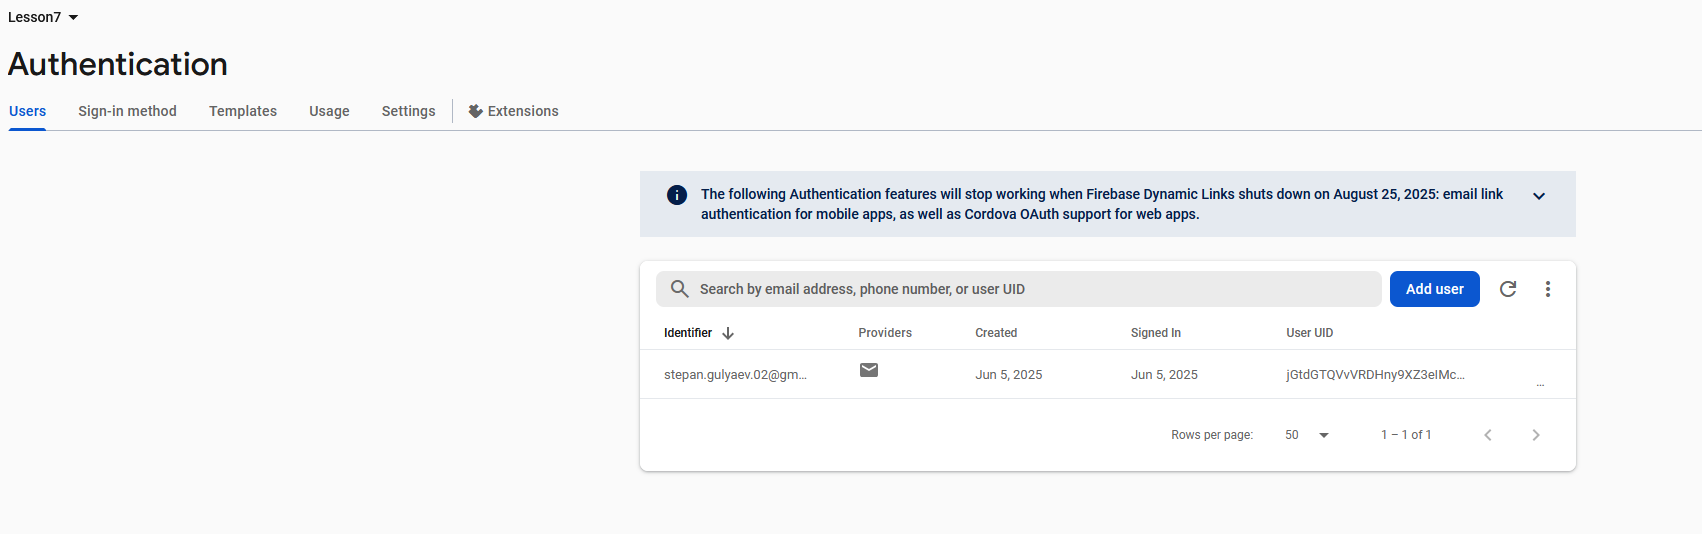 Lesson7
Authentication
Users Sign-in method Templates Usage Settings Extensions
The following Authentication features will stop working when Firebase Dynamic Links shuts down on August 25, 2025: email link
authentication for mobile apps, as well as Cordova OAuth support for web apps.
Search by email address, phone number, or user UID Add user
Identifier Providers Created Signed In User UID
stepan.gulyaev.02@gm... Jun 5, 2025 Jun 5, 2025 jGtdGTQVvVRDHny9XZ3eIMc...
...
Rows per page: 50 1 – 1 of 1